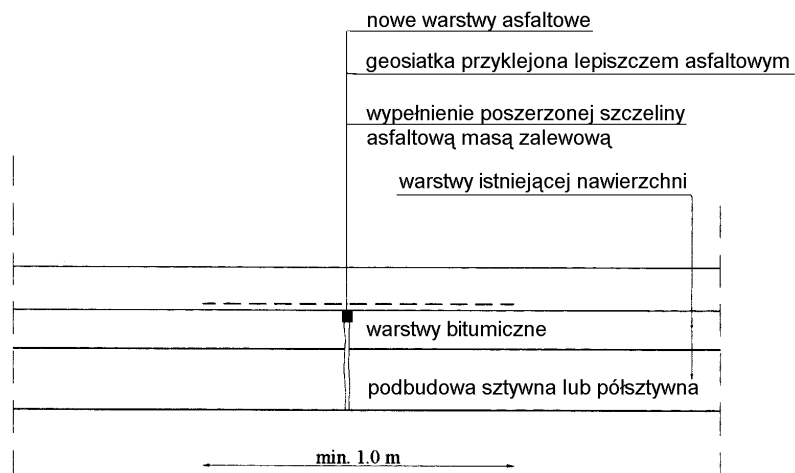 nowe warstwy asfaltowe
geosiatka przyklejona lepiszczem asfaltowym
wypełnienie poszerzonej szczeliny
asfaltową masą zalewową
warstwy istniejącej nawierzchni
warstwy bitumiczne
podbudowa sztywna lub półsztywna
min. 1.0 m